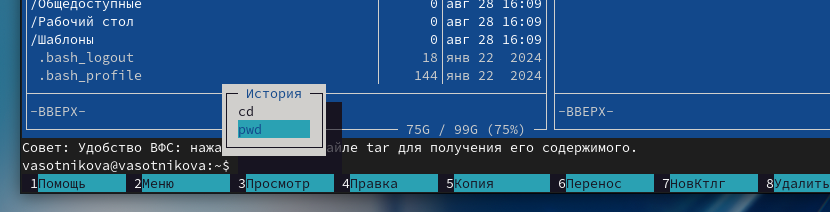 /Общедоступные 0 авг 28 16:09
/Рабочий стол 0 авг 28 16:09
/Шаблоны 0 авг 28 16:09
.bash_logout 18 янв 22 2024
.bash_profile 144 янв 22 2024
История
cd
-ВВЕРХ- -ВВЕРХ-
pwd 75G / 99G (75%)
Совет: Удобство ВФС: нажа айле tar для получения его содержимого.
vasotnikova@vasotnikova:~$
1Помощь 2Меню 3Просмотр 4Правка 5Копия 6Перенос 7НовКтлг 8Удалить